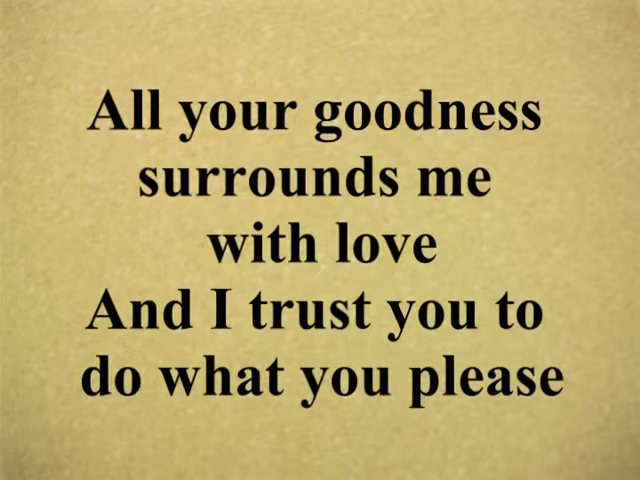 All your goodness
surrounds me
with love
And I trust you to
do what you please